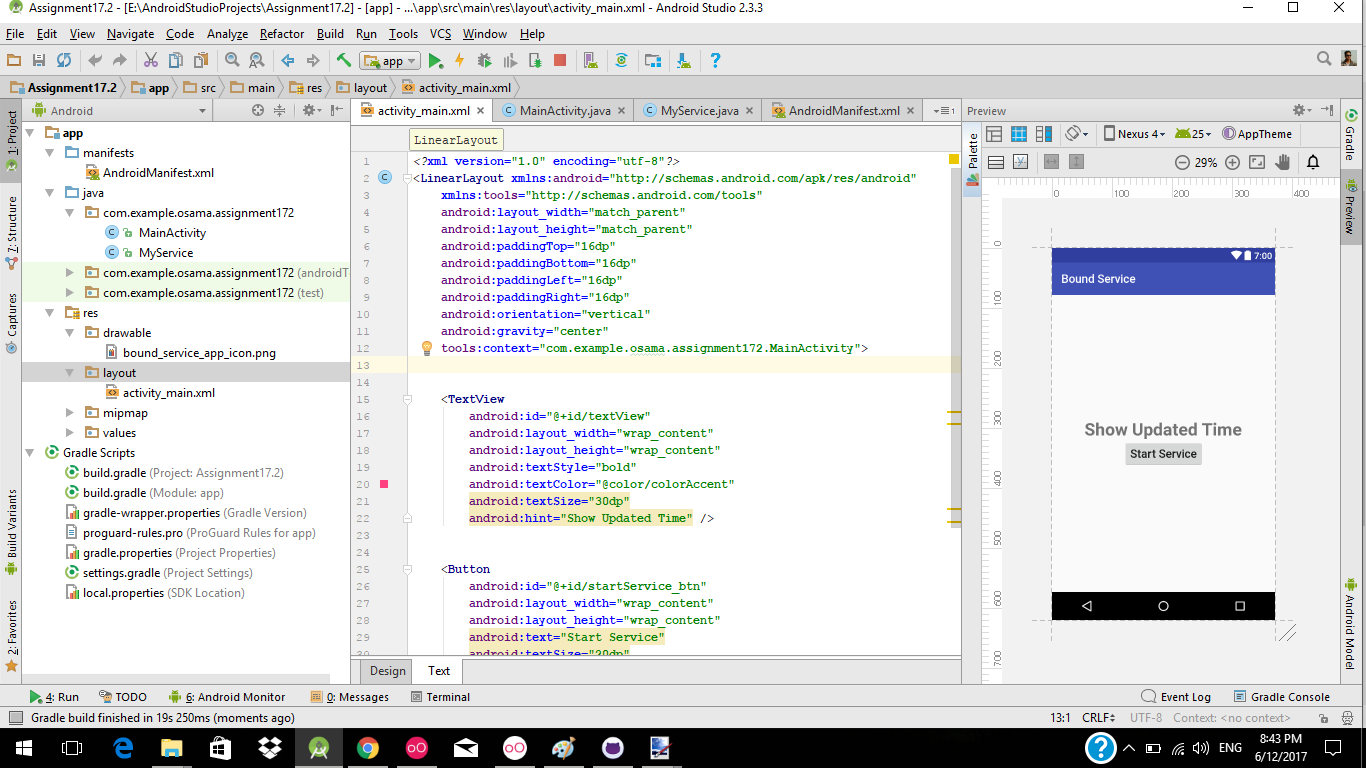 Assignment17.2 - [E:\AndroidStudioProjects\Assignment17.2] - [app] - ...\app\src\main\res\layout\activity_main.xml - Android Studio 2.3.3
File Edit View Navigate Code Analyze Refactor Build Run Tools VCS Window Help
app
Assignment17.2 app src main res layout activity_main.xml
1: Project
7: Structure
Captures
Build Variants
2: Favorites
Android
app
manifests
AndroidManifest.xml
java
com.example.osama.assignment172
MainActivity
MyService
com.example.osama.assignment172 (androidT
com.example.osama.assignment172 (test)
res
drawable
bound_service_app_icon.png
layout
activity_main.xml
mipmap
values
Gradle Scripts
build.gradle (Project: Assignment17.2)
build.gradle (Module: app)
gradle-wrapper.properties (Gradle Version)
proguard-rules.pro (ProGuard Rules for app)
gradle.properties (Project Properties)
settings.gradle (Project Settings)
local.properties (SDK Location)
activity_main.xml MainActivity.java MyService.java AndroidManifest.xml
LinearLayout
1 <?xml version="1.0" encoding="utf-8"?>
2 <LinearLayout xmlns:android="http://schemas.android.com/apk/res/android"
3 xmlns:tools="http://schemas.android.com/tools"
4 android:layout_width="match_parent"
5 android:layout_height="match_parent"
6 android:paddingTop="16dp"
7 android:paddingBottom="16dp"
8 android:paddingLeft="16dp"
9 android:paddingRight="16dp"
10 android:orientation="vertical"
11 android:gravity="center"
12 tools:context="com.example.osama.assignment172.MainActivity">
13
14
15 <TextView
16 android:id="@+id/textView"
17 android:layout_width="wrap_content"
18 android:layout_height="wrap_content"
19 android:textStyle="bold"
20 android:textColor="@color/colorAccent"
21 android:textSize="30dp"
22 android:hint="Show Updated Time" />
23
24
25 <Button
26 android:id="@+id/startService_btn"
27 android:layout_width="wrap_content"
28 android:layout_height="wrap_content"
29 android:text="Start Service"
30 android:textSize="20dp"
Design Text
Preview
Palette
Nexus 4 25 AppTheme
29%
0 100 200 300 400
0
100
200
300
400
500
600
700
7:00
Bound Service
Show Updated Time
Start Service
Gradle
Preview
Android Model
4: Run TODO 6: Android Monitor 0: Messages Terminal Event Log Gradle Console
Gradle build finished in 19s 250ms (moments ago) 13:1 CRLF UTF-8 Context: <no context>
ENG 8:43 PM
6/12/2017